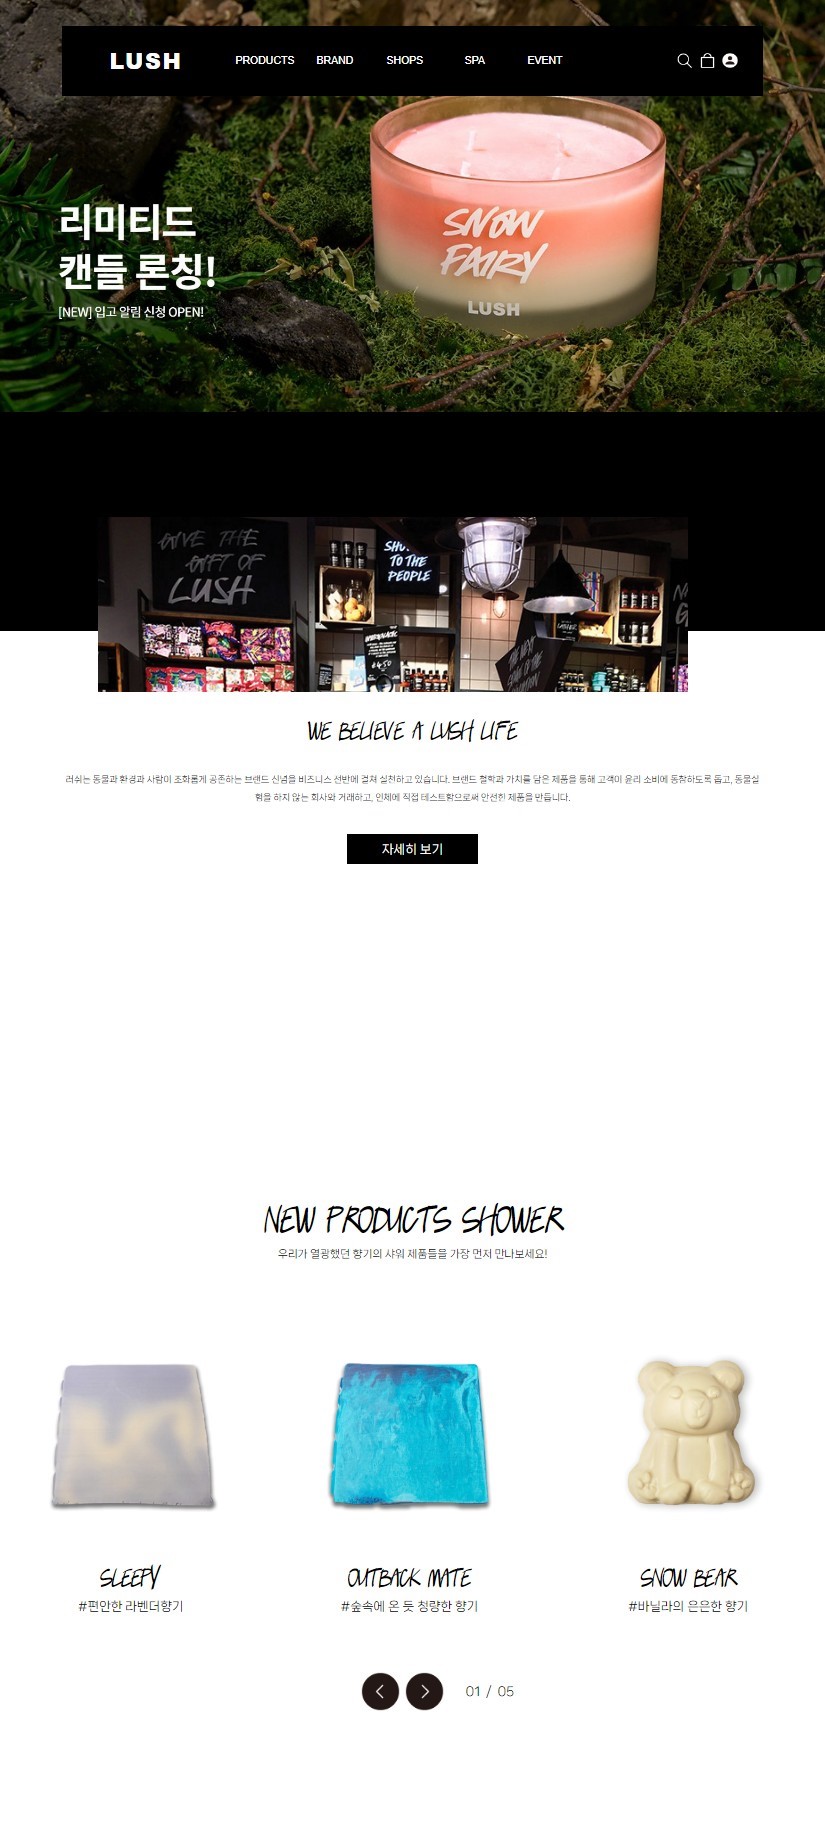 LUSH
PRODUCTS BRAND SHOPS SPA EVENT
SNOW
FAIRY
LUSH
리미티드
캔들 론칭!
[NEW] 입고 알림 신청 OPEN!
GIVE THE
GIFT OF
LUSH
TO THE
PEOPLE
£4.50
WE BELIEVE A LUSH LIFE
러쉬는 동물과 환경과 사람이 조화롭게 공존하는 브랜드 신념을 비즈니스 전반에 걸쳐 실천하고 있습니다. 브랜드 철학과 가치를 담은 제품을 통해 고객이 윤리 소비에 동참하도록 돕고, 동물실
험을 하지 않는 회사와 거래하고, 인체에 직접 테스트함으로써 안전한 제품을 만듭니다.
자세히 보기
NEW PRODUCTS SHOWER
우리가 열광했던 향기의 샤워 제품들을 가장 먼저 만나보세요!
SLEEPY OUTBACK MATE SNOW BEAR
#편안한 라벤더향기 #숲속에 온 듯 청량한 향기 #바닐라의 은은한 향기
01 / 05